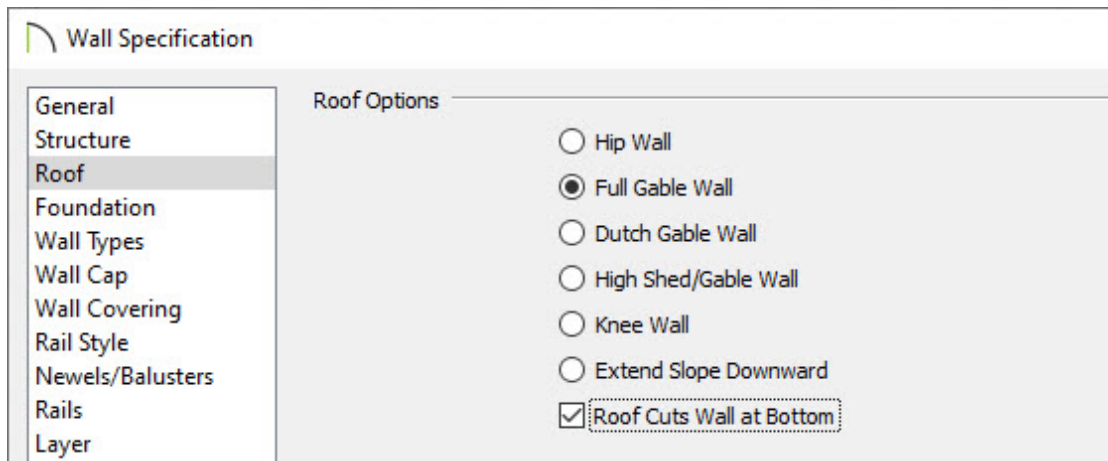 Wall Specification
General
Structure
Roof
Foundation
Wall Types
Wall Cap
Wall Covering
Rail Style
Newels/Balusters
Rails
Layer
Roof Options
Hip Wall
Full Gable Wall
Dutch Gable Wall
High Shed/Gable Wall
Knee Wall
Extend Slope Downward
Roof Cuts Wall at Bottom